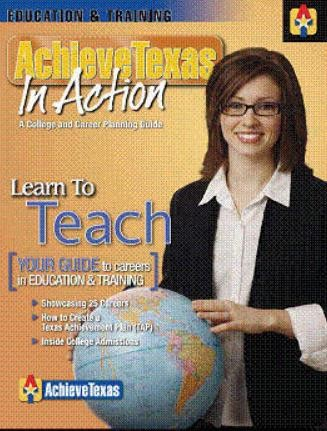 EDUCATION & TRAINING
AchieveTexas
In Action
A College and Career Planning Guide
Learn To
Teach
[YOUR GUIDE to careers
in EDUCATION & TRAINING]
Showcasing 25 Careers
How to Create a
Texas Achievement Plan (TAP)
Inside College Admissions
AchieveTexas